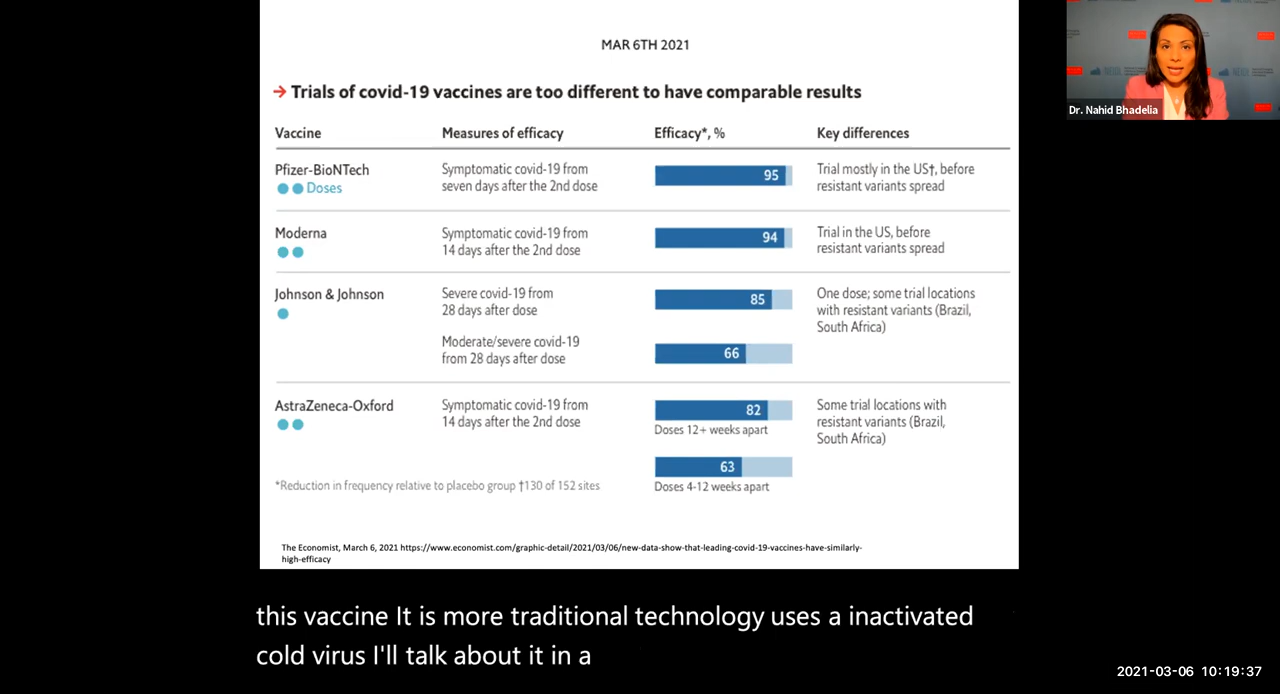 MAR 6TH 2021
→ Trials of covid-19 vaccines are too different to have comparable results
Vaccine Measures of efficacy Efficacy*, % Key differences
Pfizer-BioNTech
Doses
Symptomatic covid-19 from
seven days after the 2nd dose
95
Trial mostly in the US†, before
resistant variants spread
Moderna
Symptomatic covid-19 from
14 days after the 2nd dose
94
Trial in the US, before
resistant variants spread
Johnson & Johnson
Severe covid-19 from
28 days after dose
85
One dose; some trial locations
with resistant variants (Brazil,
South Africa)
Moderate/severe covid-19
from 28 days after dose
66
AstraZeneca-Oxford
Symptomatic covid-19 from
14 days after the 2nd dose
82
Doses 12+ weeks apart
Some trial locations with
resistant variants (Brazil,
South Africa)
63
Doses 4-12 weeks apart
*Reduction in frequency relative to placebo group †130 of 152 sites
The Economist, March 6, 2021 https://www.economist.com/graphic-detail/2021/03/06/new-data-show-that-leading-covid-19-vaccines-have-similarly-
high-efficacy
Dr. Nahid Bhadelia
this vaccine It is more traditional technology uses a inactivated
cold virus I'll talk about it in a
2021-03-06 10:19:37